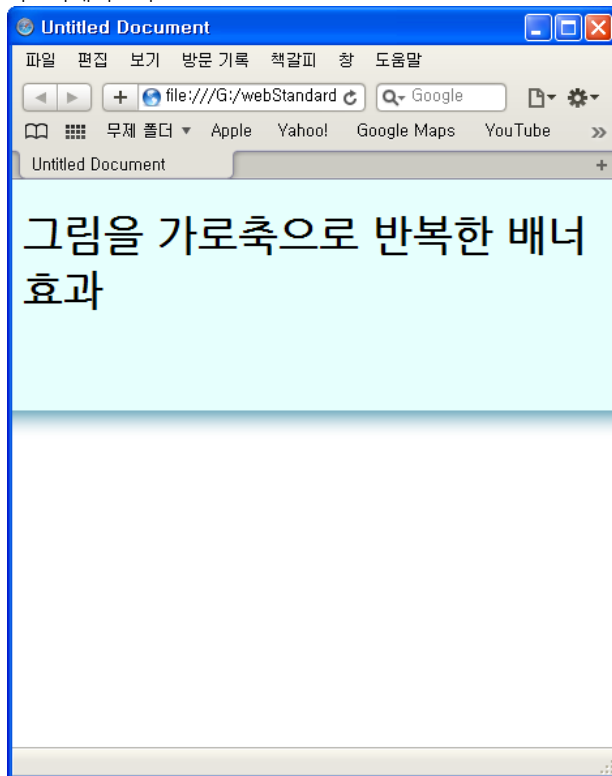 Untitled Document
파일 편집 보기 방문 기록 책갈피 창 도움말
file:///G:/webStandard Google
무제 폴더 Apple Yahoo! Google Maps YouTube
Untitled Document
그림을 가로축으로 반복한 배너
효과